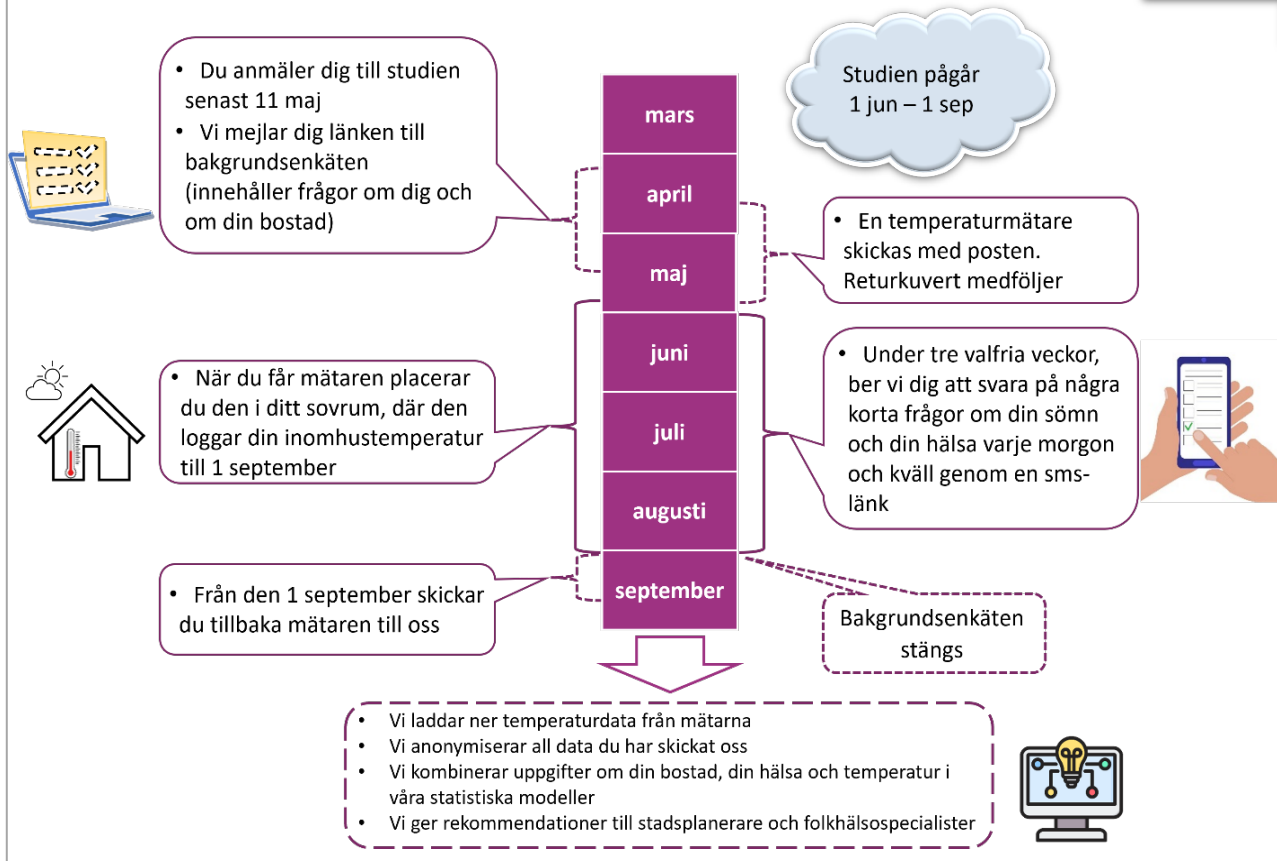 • Du anmäler dig till studien
senast 11 maj
• Vi mejlar dig länken till
bakgrundsenkäten
(innehåller frågor om dig och
om din bostad)
Studien pågår
1 jun – 1 sep
mars
april
maj
juni
juli
augusti
september
• En temperaturmätare
skickas med posten.
Returkuvert medföljer
• När du får mätaren placerar
du den i ditt sovrum, där den
loggar din inomhustemperatur
till 1 september
• Under tre valfria veckor,
ber vi dig att svara på några
korta frågor om din sömn
och din hälsa varje morgon
och kväll genom en sms-
länk
• Från den 1 september skickar
du tillbaka mätaren till oss
Bakgrundsenkäten
stängs
• Vi laddar ner temperaturdata från mätarna
• Vi anonymiserar all data du har skickat oss
• Vi kombinerar uppgifter om din bostad, din hälsa och temperatur i
våra statistiska modeller
• Vi ger rekommendationer till stadsplanerare och folkhälsospecialister